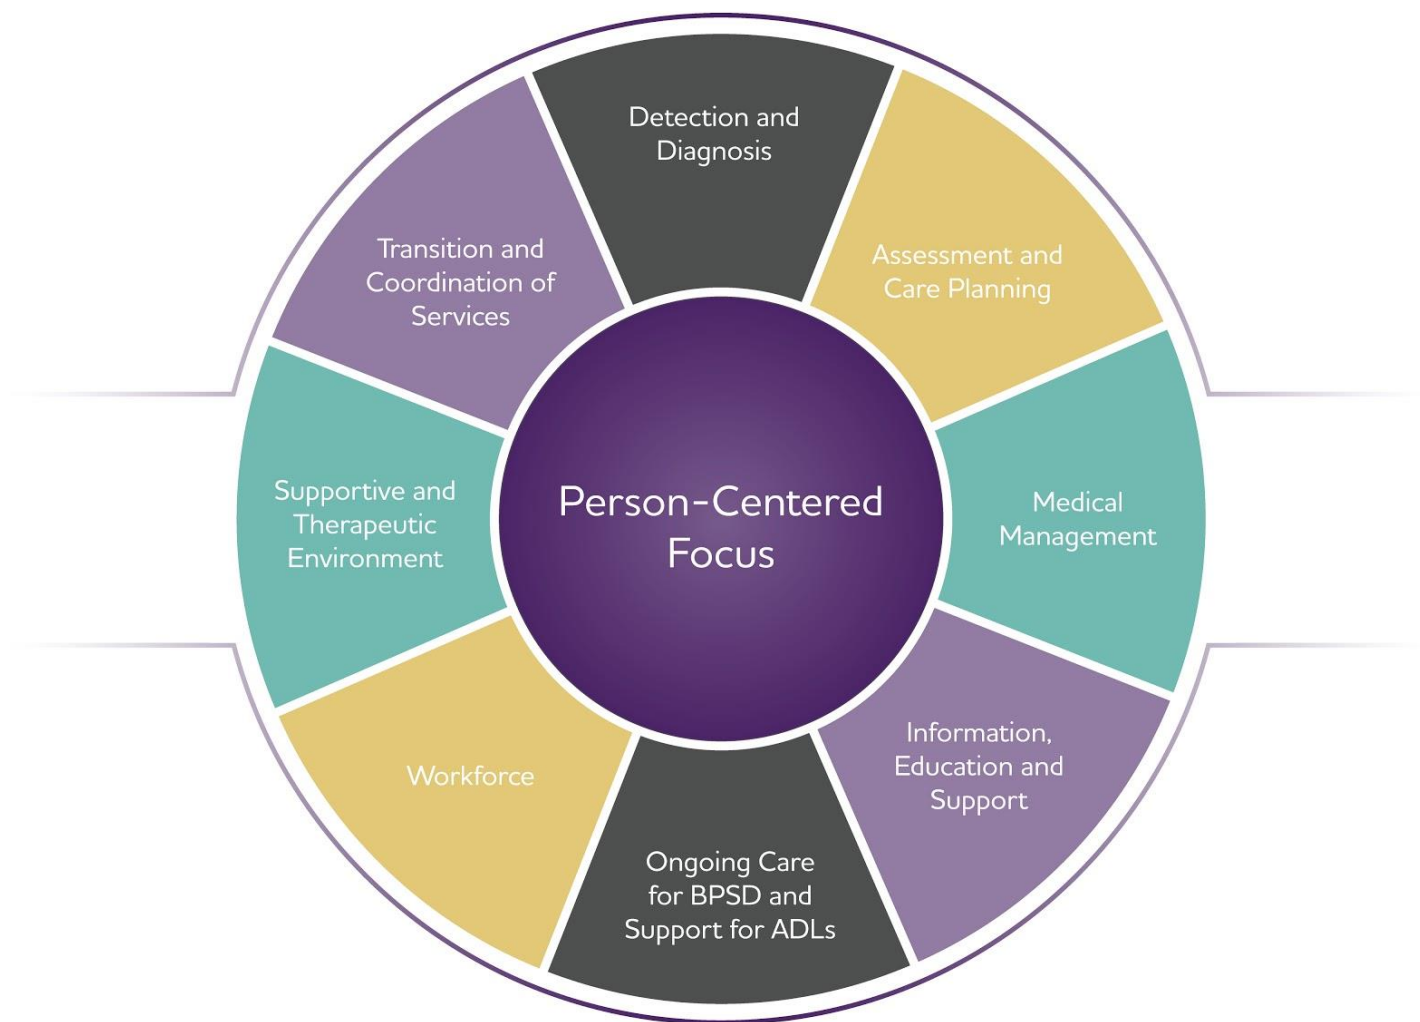 Detection and
Diagnosis
Assessment and
Care Planning
Medical
Management
Information,
Education and
Support
Ongoing Care
for BPSD and
Support for ADLs
Workforce
Supportive and
Therapeutic
Environment
Transition and
Coordination of
Services
Person-Centered
Focus